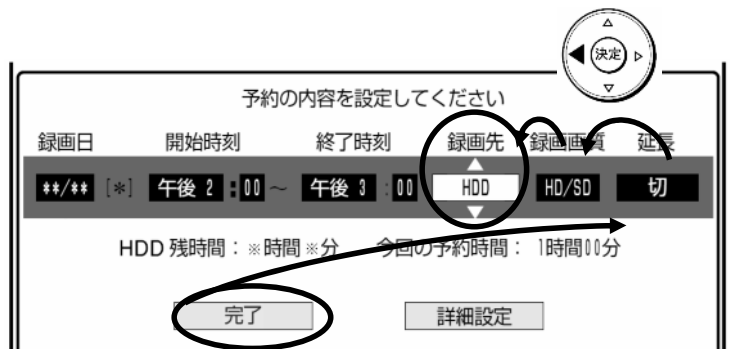 決定
予約の内容を設定してください
録画日 開始時刻 終了時刻 録画先 録画画質 延長
**/** [*] 午後 2:00～ 午後 3:00 HDD HD/SD 切
HDD 残時間：※時間※分 今回の予約時間： 1時間00分
完了 詳細設定